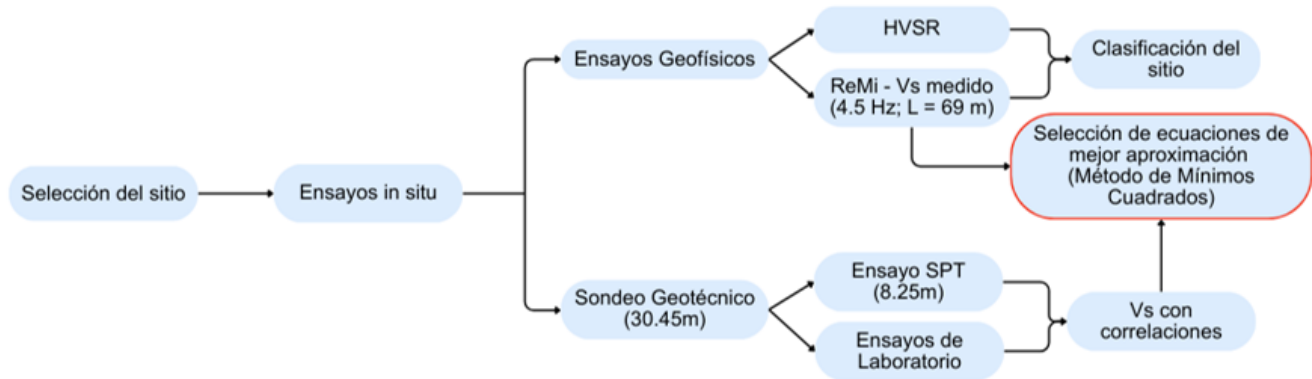 Selección del sitio
Ensayos in situ
Ensayos Geofísicos
HVSR
ReMi - Vs medido
(4.5 Hz; L = 69 m)
Clasificación del
sitio
Selección de ecuaciones de
mejor aproximación
(Método de Mínimos
Cuadrados)
Sondeo Geotécnico
(30.45m)
Ensayo SPT
(8.25m)
Ensayos de
Laboratorio
Vs con
correlaciones